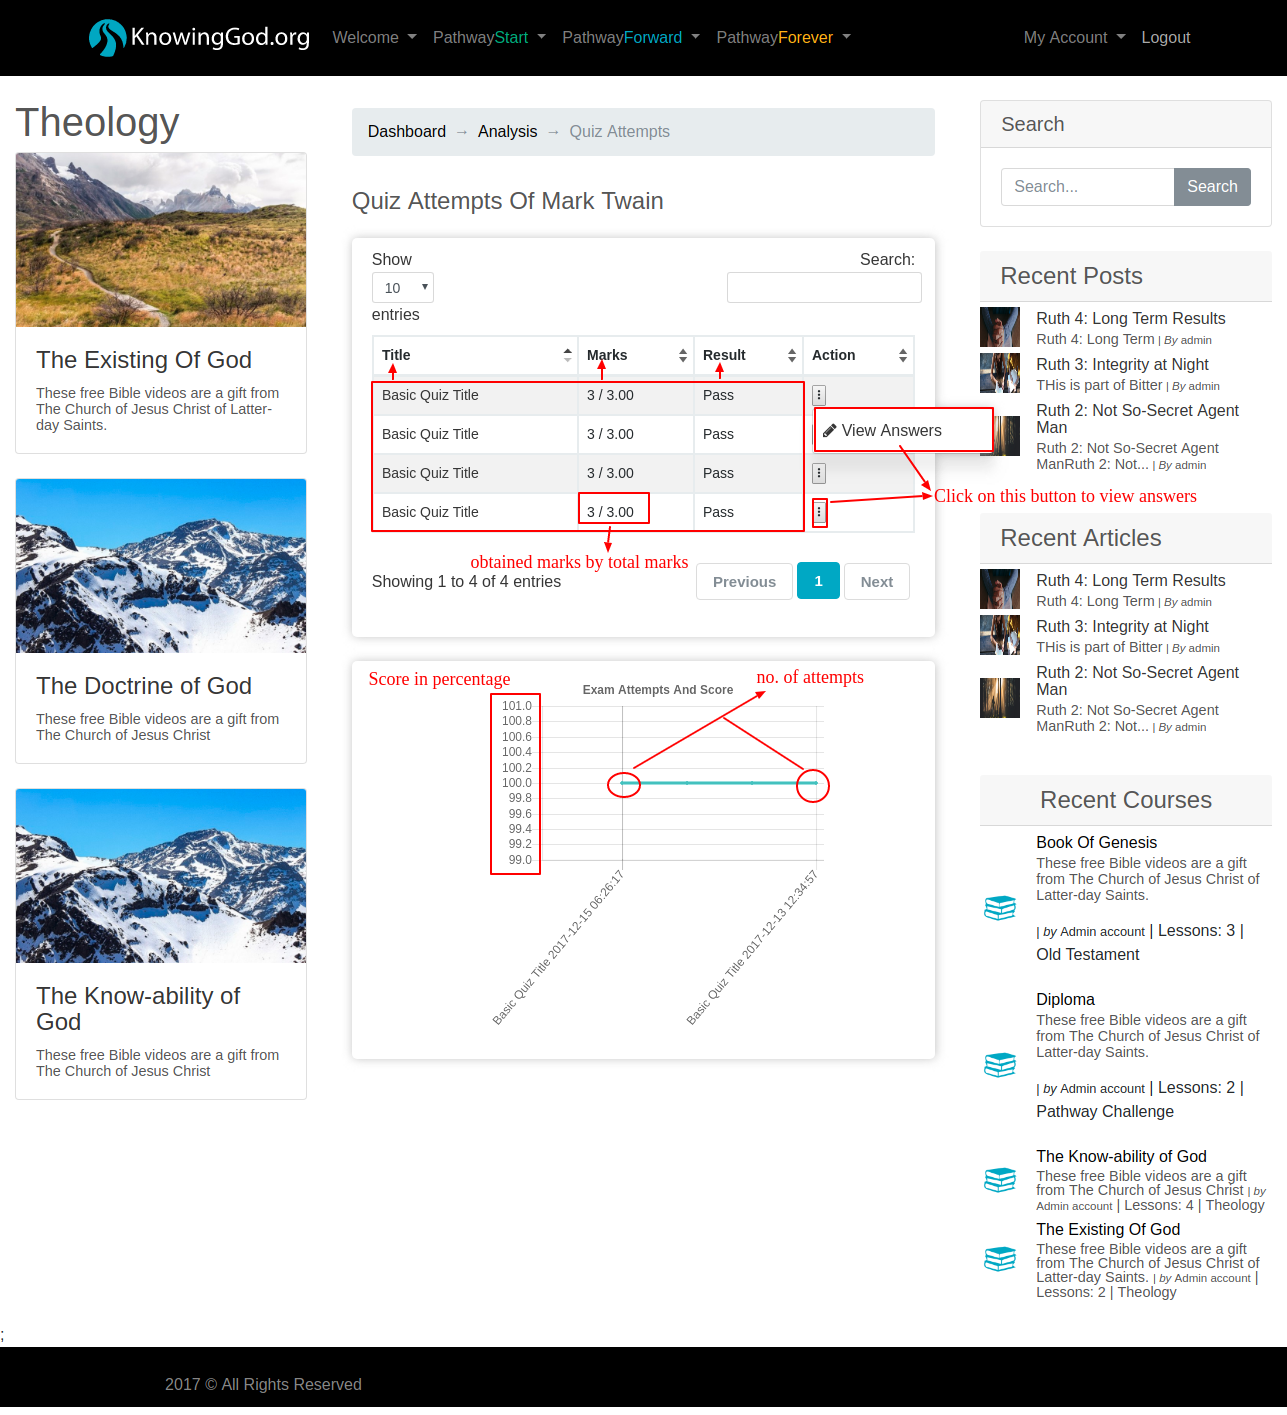 KnowingGod.org
Welcome
PathwayStart
PathwayForward
PathwayForever
My Account
Logout
Theology
The Existing Of God
These free Bible videos are a gift from
The Church of Jesus Christ of Latter-
day Saints.
The Doctrine of God
These free Bible videos are a gift from
The Church of Jesus Christ
The Know-ability of
God
These free Bible videos are a gift from
The Church of Jesus Christ
Dashboard → Analysis → Quiz Attempts
Quiz Attempts Of Mark Twain
Show
10
entries
Search:
Title Marks Result Action
Basic Quiz Title 3 / 3.00 Pass
Basic Quiz Title 3 / 3.00 Pass
Basic Quiz Title 3 / 3.00 Pass
Basic Quiz Title 3 / 3.00 Pass
View Answers
Click on this button to view answers
obtained marks by total marks
Showing 1 to 4 of 4 entries
Previous 1 Next
Score in percentage
no. of attempts
Exam Attempts And Score
101.0
100.8
100.6
100.4
100.2
100.0
99.8
99.6
99.4
99.2
99.0
Basic Quiz Title 2017-12-15 06:26:17
Basic Quiz Title 2017-12-13 12:34:57
Search
Search...
Search
Recent Posts
Ruth 4: Long Term Results
Ruth 4: Long Term | By admin
Ruth 3: Integrity at Night
THis is part of Bitter | By admin
Ruth 2: Not So-Secret Agent
Man
Ruth 2: Not So-Secret Agent
ManRuth 2: Not... | By admin
Recent Articles
Ruth 4: Long Term Results
Ruth 4: Long Term | By admin
Ruth 3: Integrity at Night
THis is part of Bitter | By admin
Ruth 2: Not So-Secret Agent
Man
Ruth 2: Not So-Secret Agent
ManRuth 2: Not... | By admin
Recent Courses
Book Of Genesis
These free Bible videos are a gift
from The Church of Jesus Christ of
Latter-day Saints.
| by Admin account | Lessons: 3 |
Old Testament
Diploma
These free Bible videos are a gift
from The Church of Jesus Christ of
Latter-day Saints.
| by Admin account | Lessons: 2 |
Pathway Challenge
The Know-ability of God
These free Bible videos are a gift
from The Church of Jesus Christ | by
Admin account | Lessons: 4 | Theology
The Existing Of God
These free Bible videos are a gift
from The Church of Jesus Christ of
Latter-day Saints. | by Admin account |
Lessons: 2 | Theology
;
2017 © All Rights Reserved